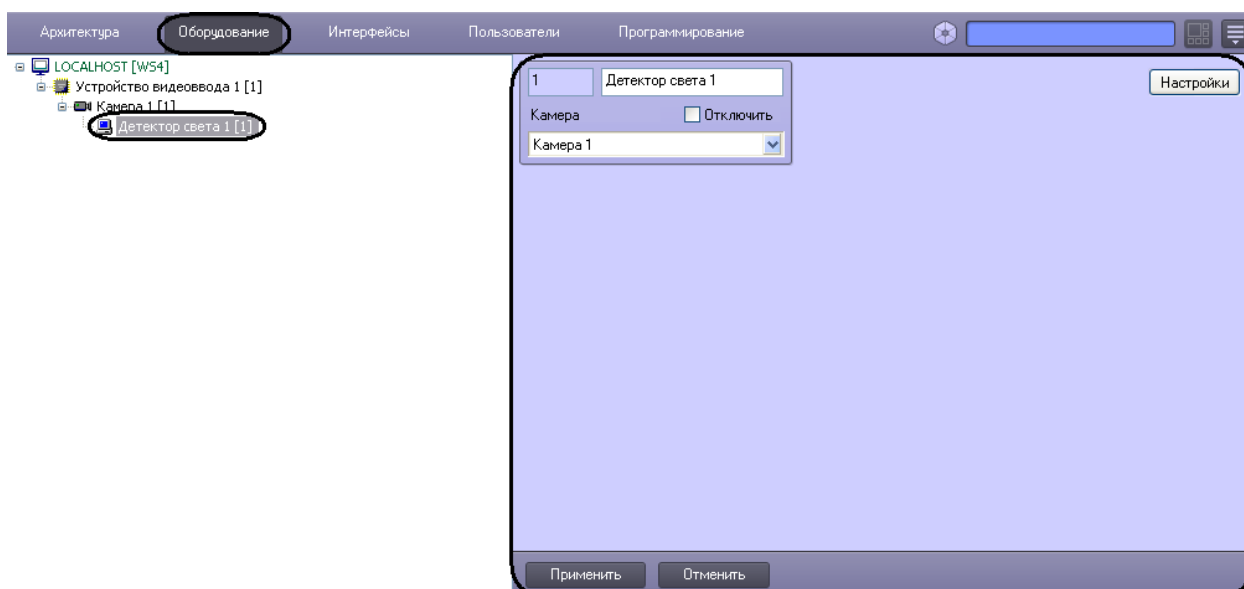 Архитектура Оборудование Интерфейсы Пользователи Программирование
LOCALHOST [WS4]
Устройство видеоввода 1 [1]
Камера 1 [1]
Детектор света 1 [1]
1 Детектор света 1
Камера Отключить
Камера 1
Настройки
Применить Отменить